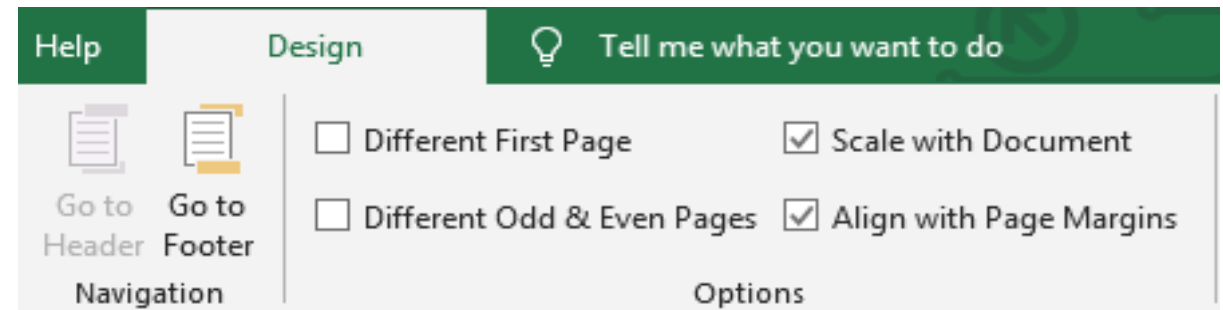 Help Design Tell me what you want to do
Go to Header
Go to Footer
Different First Page
Different Odd & Even Pages
Scale with Document
Align with Page Margins
Navigation Options